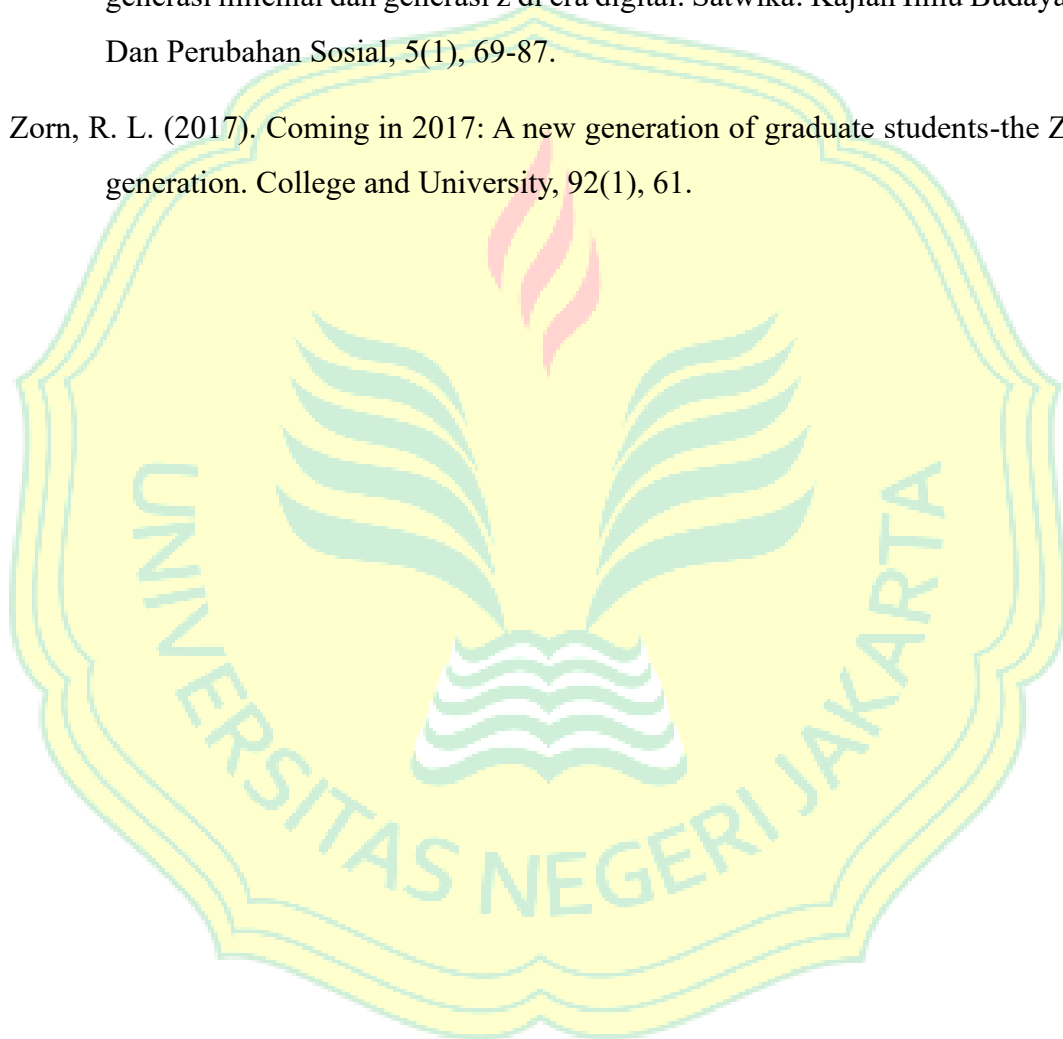 generasi milenial dan generasi z di era digital. Satwika: Kajian Ilmu Budaya
Dan Perubahan Sosial, 5(1), 69-87.
Zorn, R. L. (2017). Coming in 2017: A new generation of graduate students-the Z
generation. College and University, 92(1), 61.
UNIVERSITAS NEGERI JAKARTA